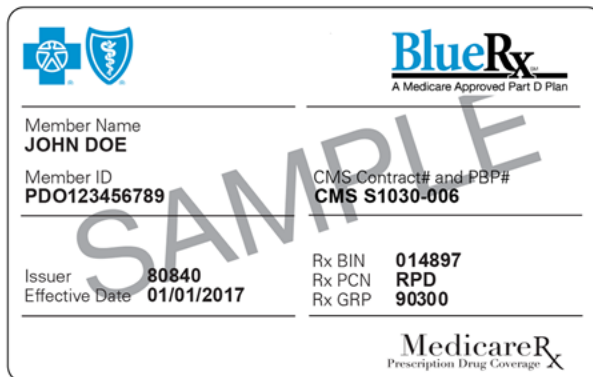 BlueRx
A Medicare Approved Part D Plan
Member Name
JOHN DOE
Member ID
PDO123456789
CMS Contract# and PBP#
CMS S1030-006
SAMPLE
Issuer 80840
Effective Date 01/01/2017
Rx BIN 014897
Rx PCN RPD
Rx GRP 90300
MedicareRx
Prescription Drug Coverage